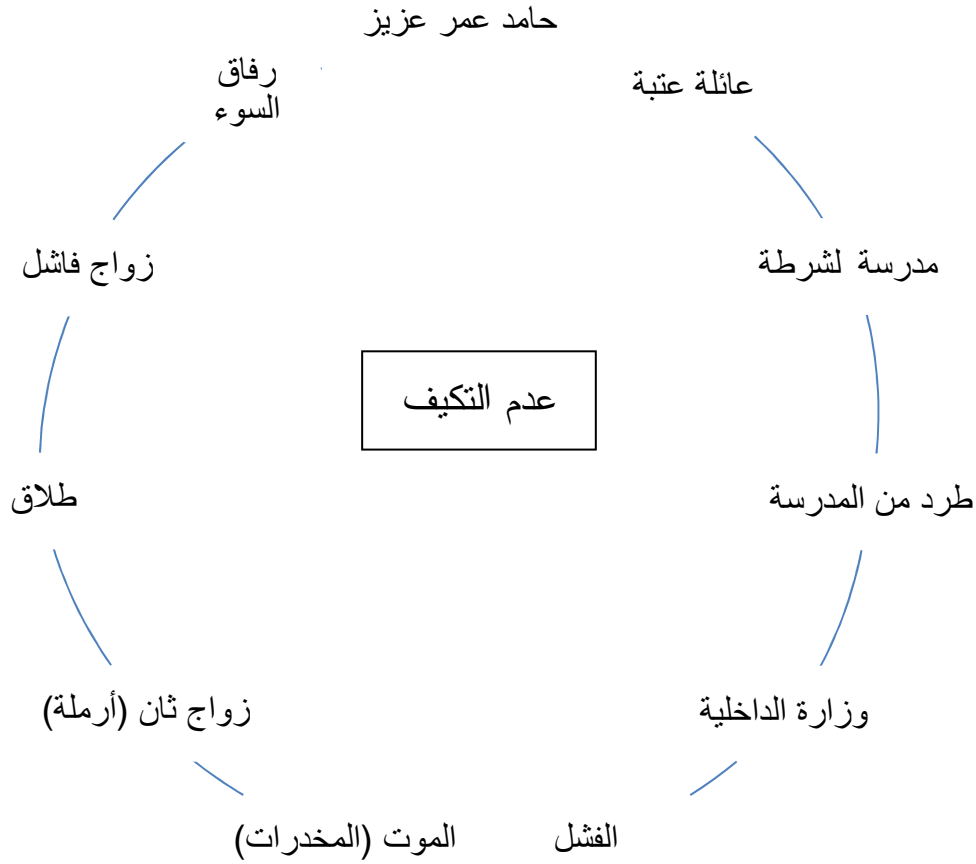 حامد عمر عزيز
عائلة عتبة
رفاق
السوء
مدرسة لشرطة
زواج فاشل
عدم التكيف
طرد من المدرسة
طلاق
وزارة الداخلية
زواج ثان (أرملة)
الفشل
الموت (المخدرات)